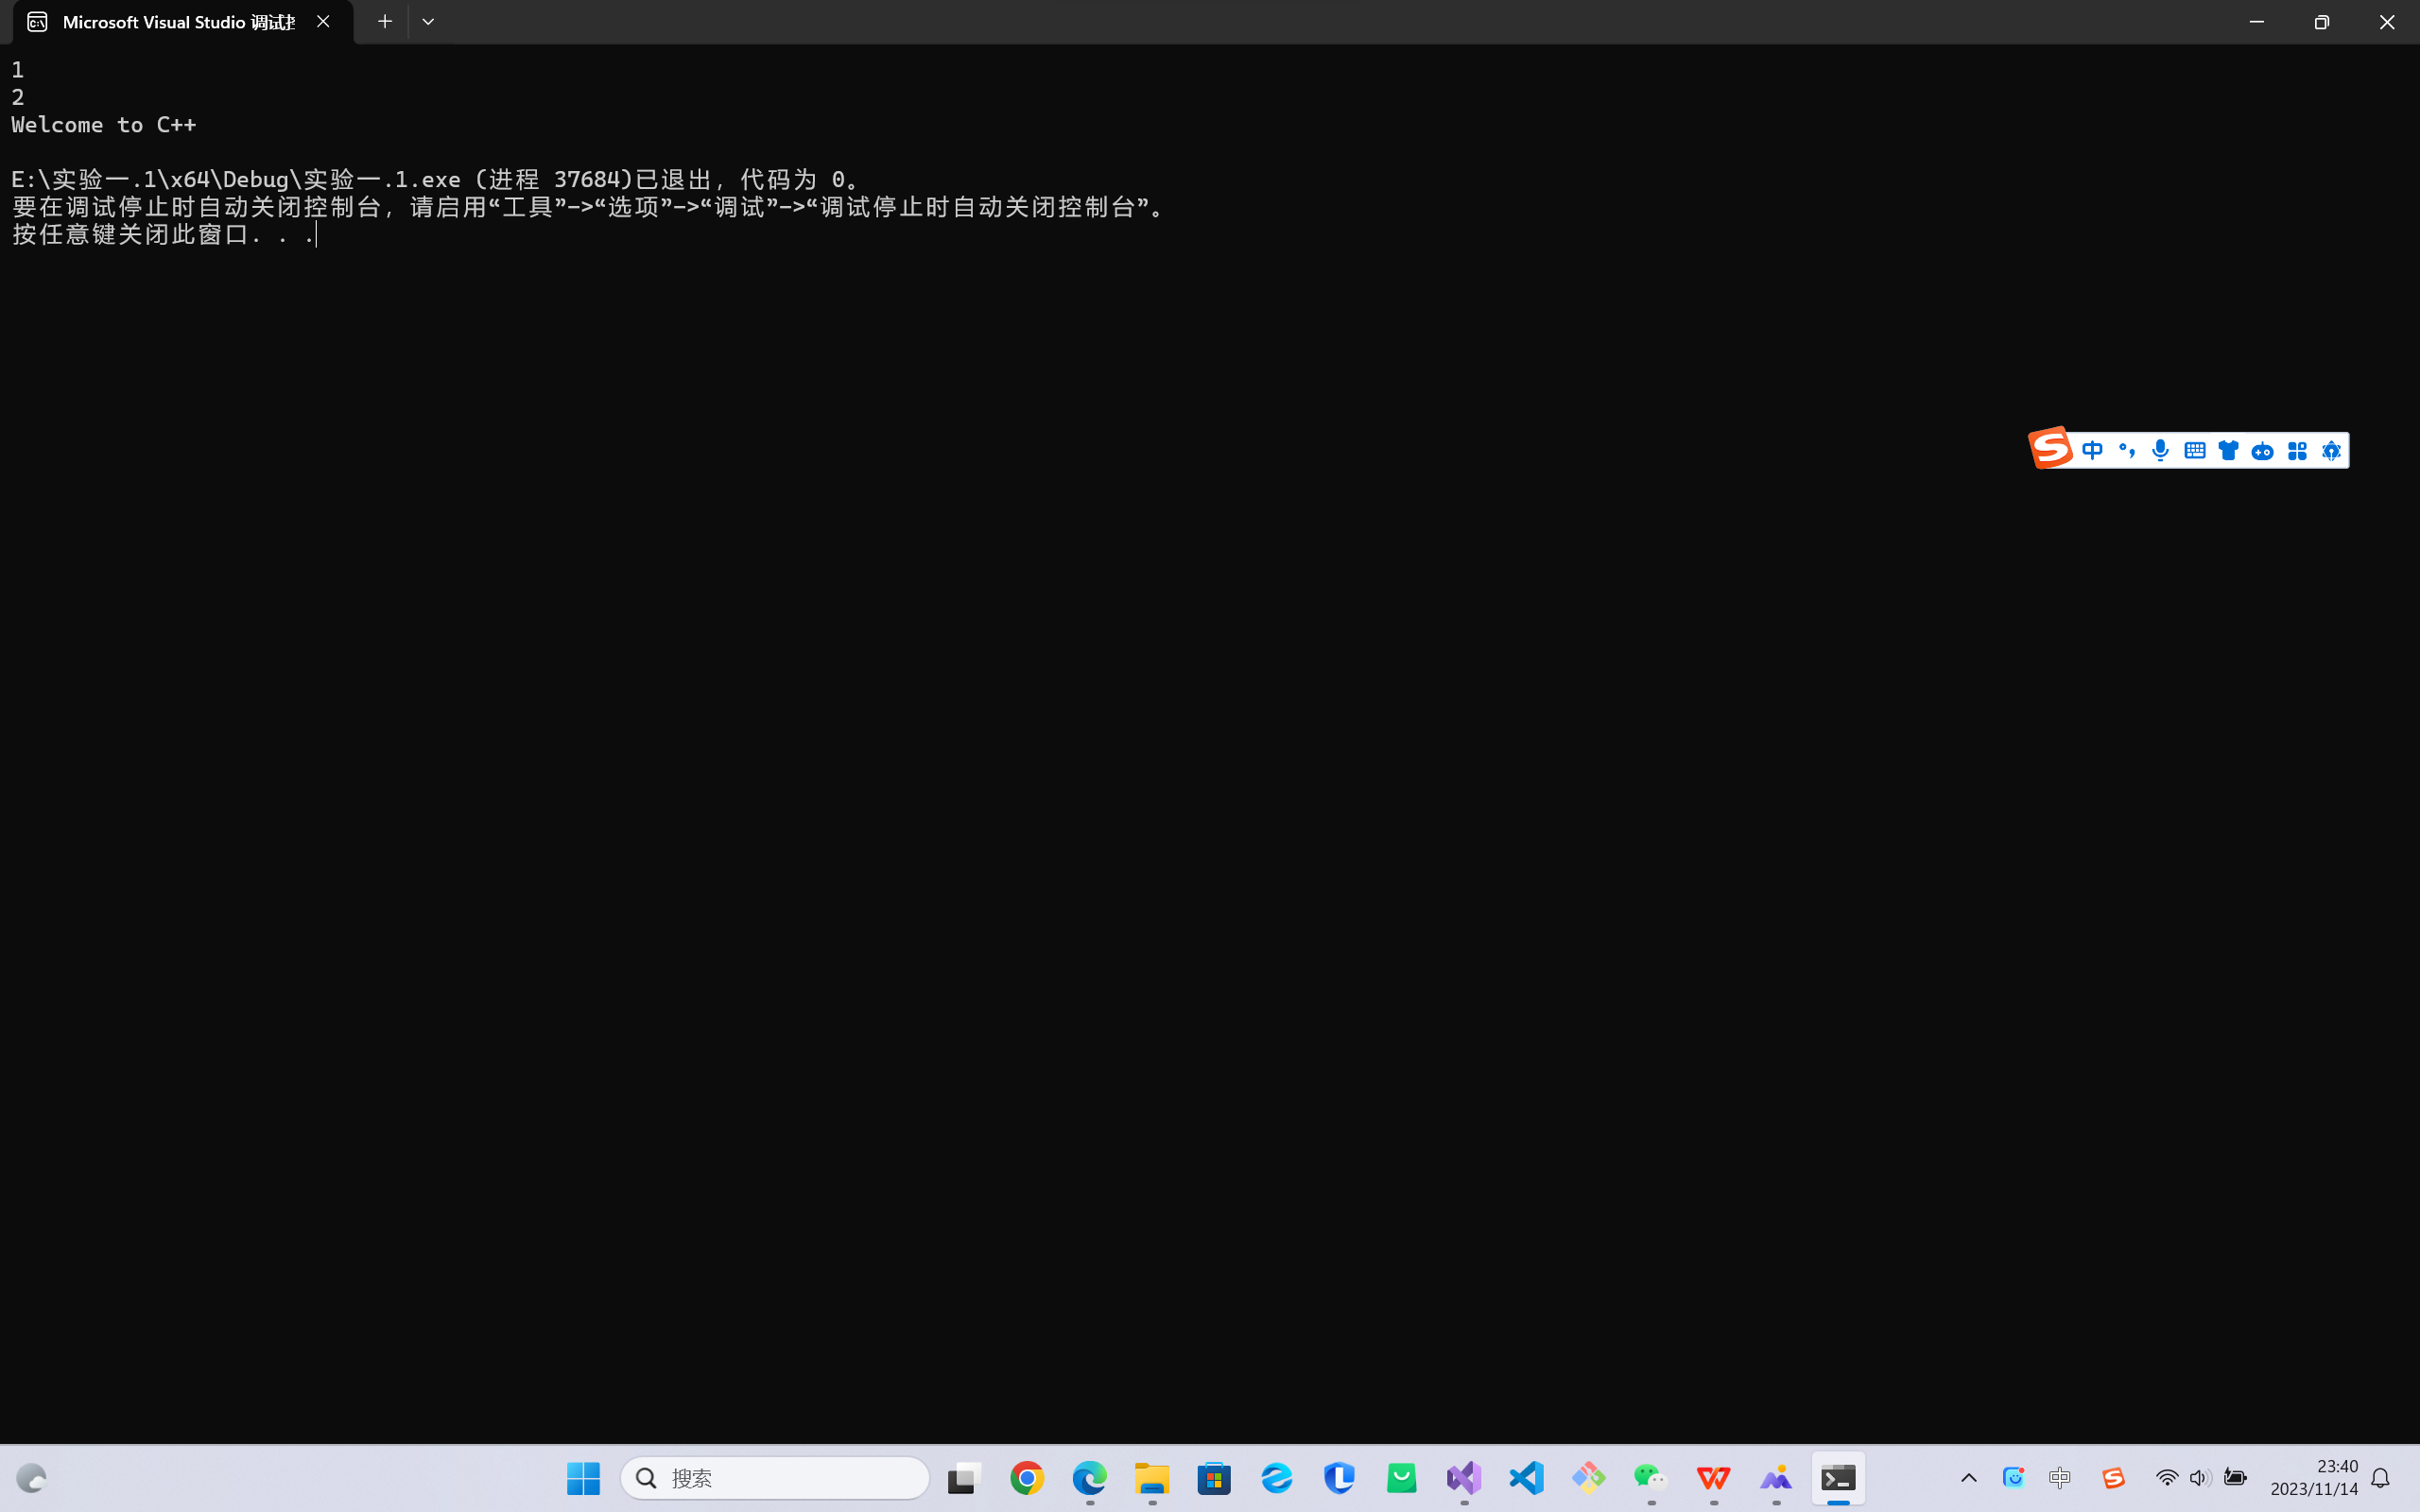 Microsoft Visual Studio 调试
1
2
Welcome to C++
E:\实验一.1\x64\Debug\实验一.1.exe (进程 37684)已退出，代码为 0。
要在调试停止时自动关闭控制台，请启用“工具”->“选项”->“调试”->“调试停止时自动关闭控制台”。
按任意键关闭此窗口. . .
中
搜索
中
23:40
2023/11/14